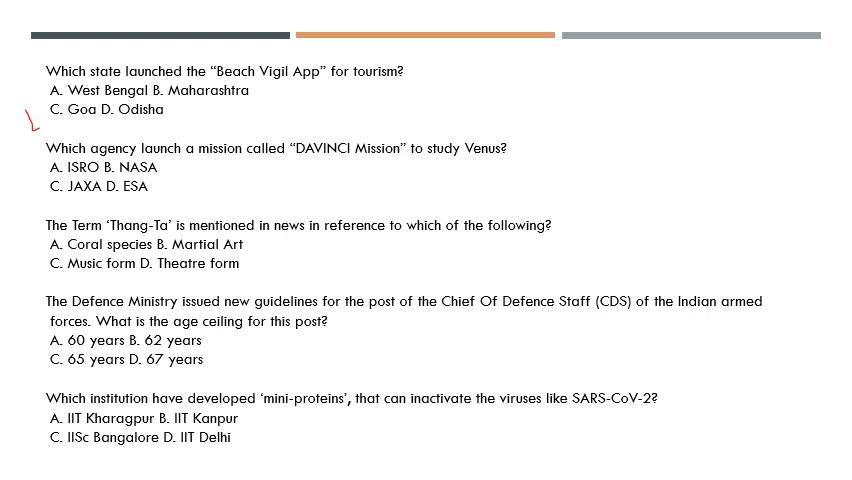 Which state launched the “Beach Vigil App” for tourism?
A. West Bengal B. Maharashtra
C. Goa D. Odisha
Which agency launch a mission called “DAVINCI Mission” to study Venus?
A. ISRO B. NASA
C. JAXA D. ESA
The Term ‘Thang-Ta’ is mentioned in news in reference to which of the following?
A. Coral species B. Martial Art
C. Music form D. Theatre form
The Defence Ministry issued new guidelines for the post of the Chief Of Defence Staff (CDS) of the Indian armed
forces. What is the age ceiling for this post?
A. 60 years B. 62 years
C. 65 years D. 67 years
Which institution have developed ‘mini-proteins’, that can inactivate the viruses like SARS-CoV-2?
A. IIT Kharagpur B. IIT Kanpur
C. IISc Bangalore D. IIT Delhi